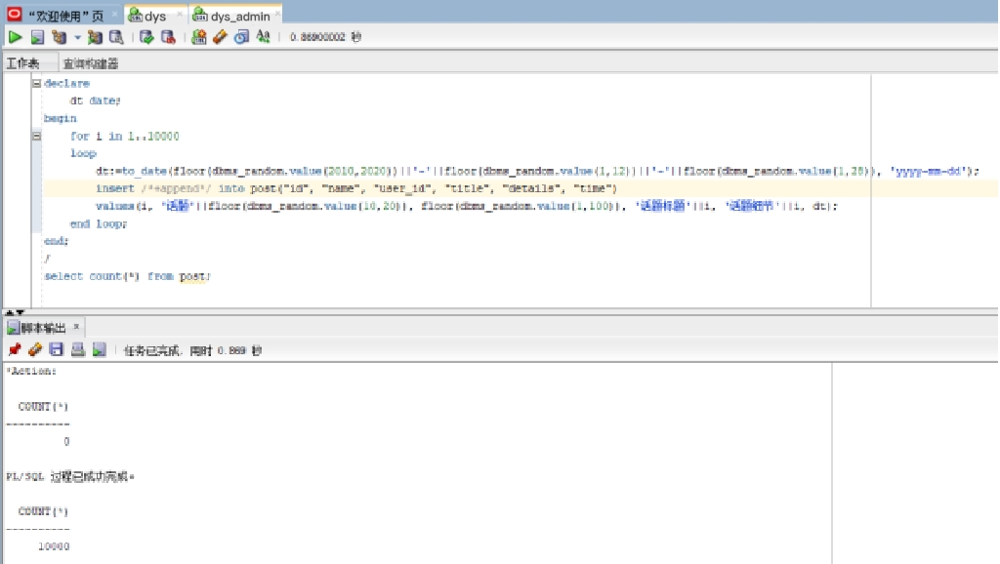 “欢迎使用”页 dys dys_admin
0.86900002 秒
工作表 查询构建器
declare
dt date;
begin
for i in 1..10000
loop
dt:=to_date(floor(dbms_random.value(2010,2020))||'-'||floor(dbms_random.value(1,12))||'-'||floor(dbms_random.value(1,28)), 'yyyy-mm-dd');
insert /*+append*/ into post("id", "name", "user_id", "title", "details", "time")
values(i, '话题'||floor(dbms_random.value(10,20)), floor(dbms_random.value(1,100)), '话题标题'||i, '话题细节'||i, dt);
end loop;
end;
/
select count(*) from post;
脚本输出
任务已完成, 用时 0.869 秒
*Action:
COUNT(*)
----------
0
PL/SQL 过程已成功完成。
COUNT(*)
----------
10000